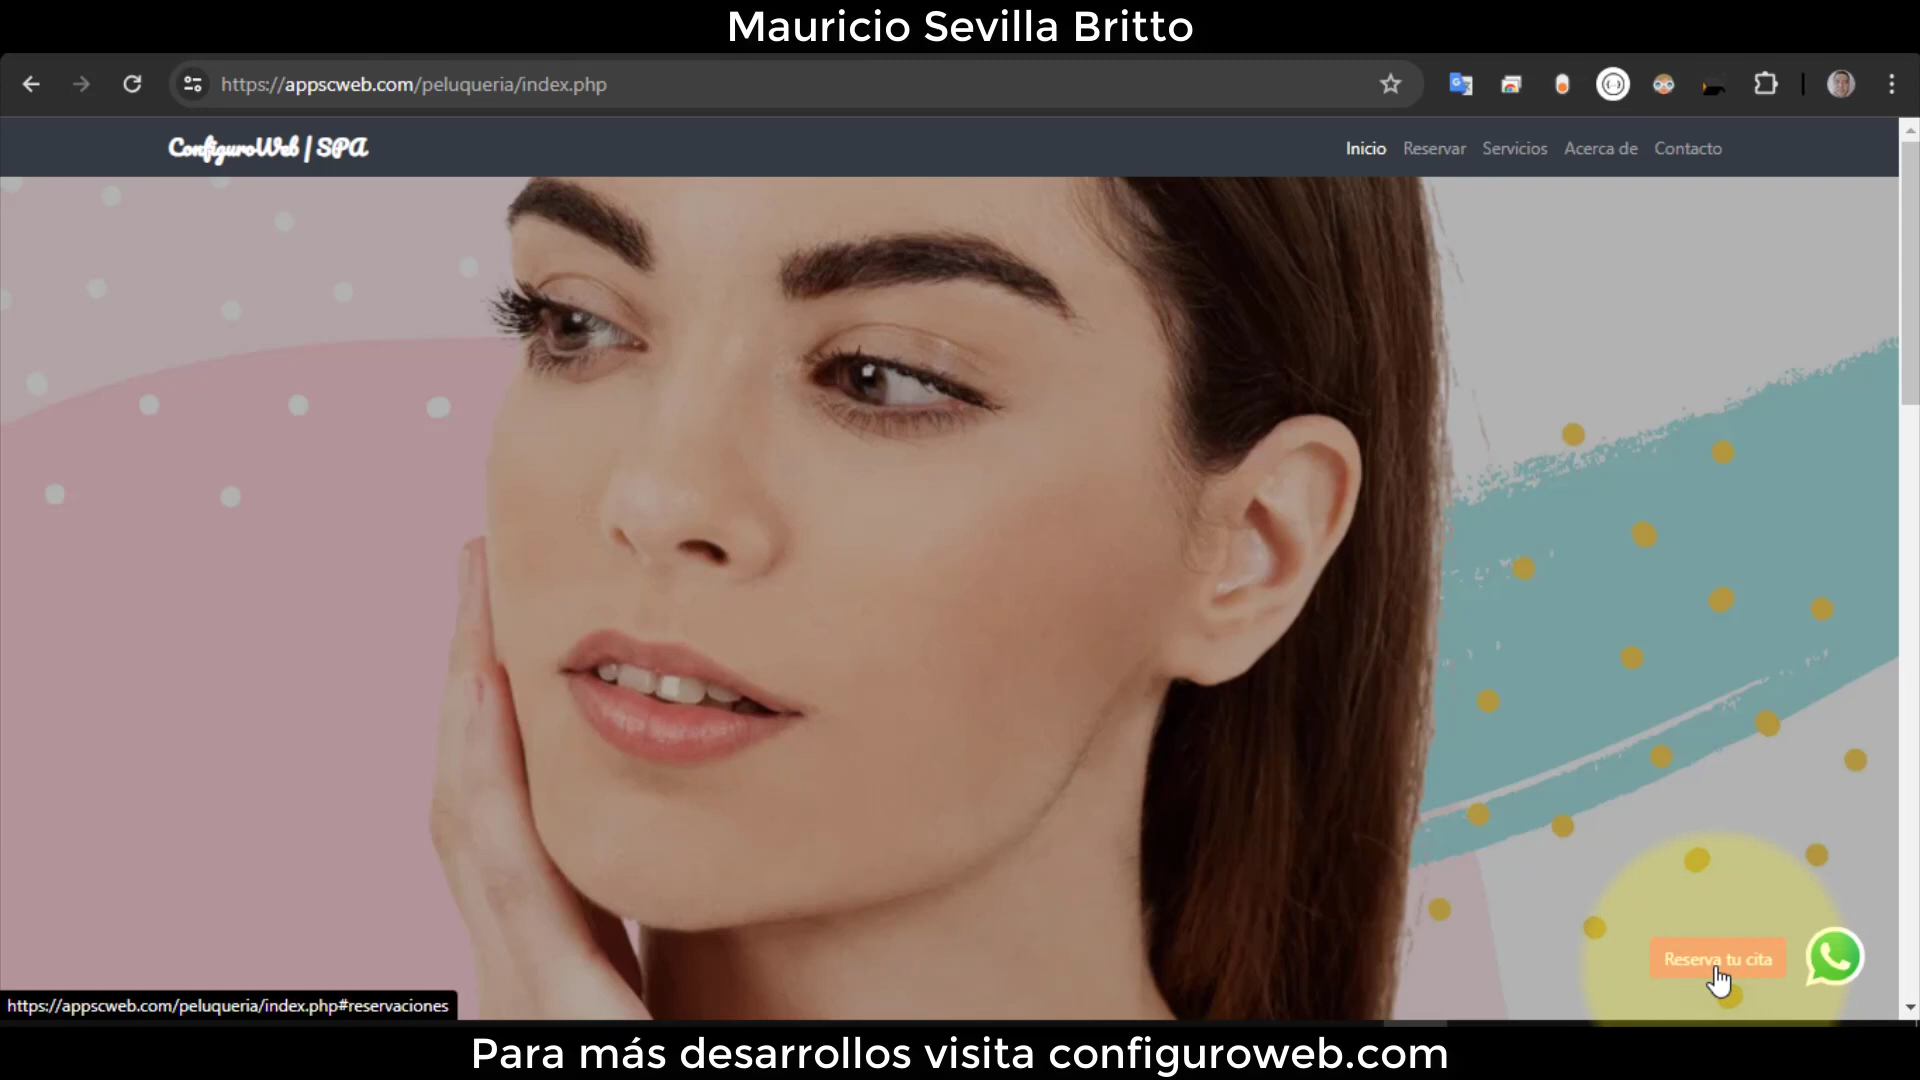 Mauricio Sevilla Britto
https://appscweb.com/peluqueria/index.php
ConfiguroWeb | SPA
Inicio Reservar Servicios Acerca de Contacto
Reserva tu cita
https://appscweb.com/peluqueria/index.php#reservaciones
Para más desarrollos visita configuroweb.com